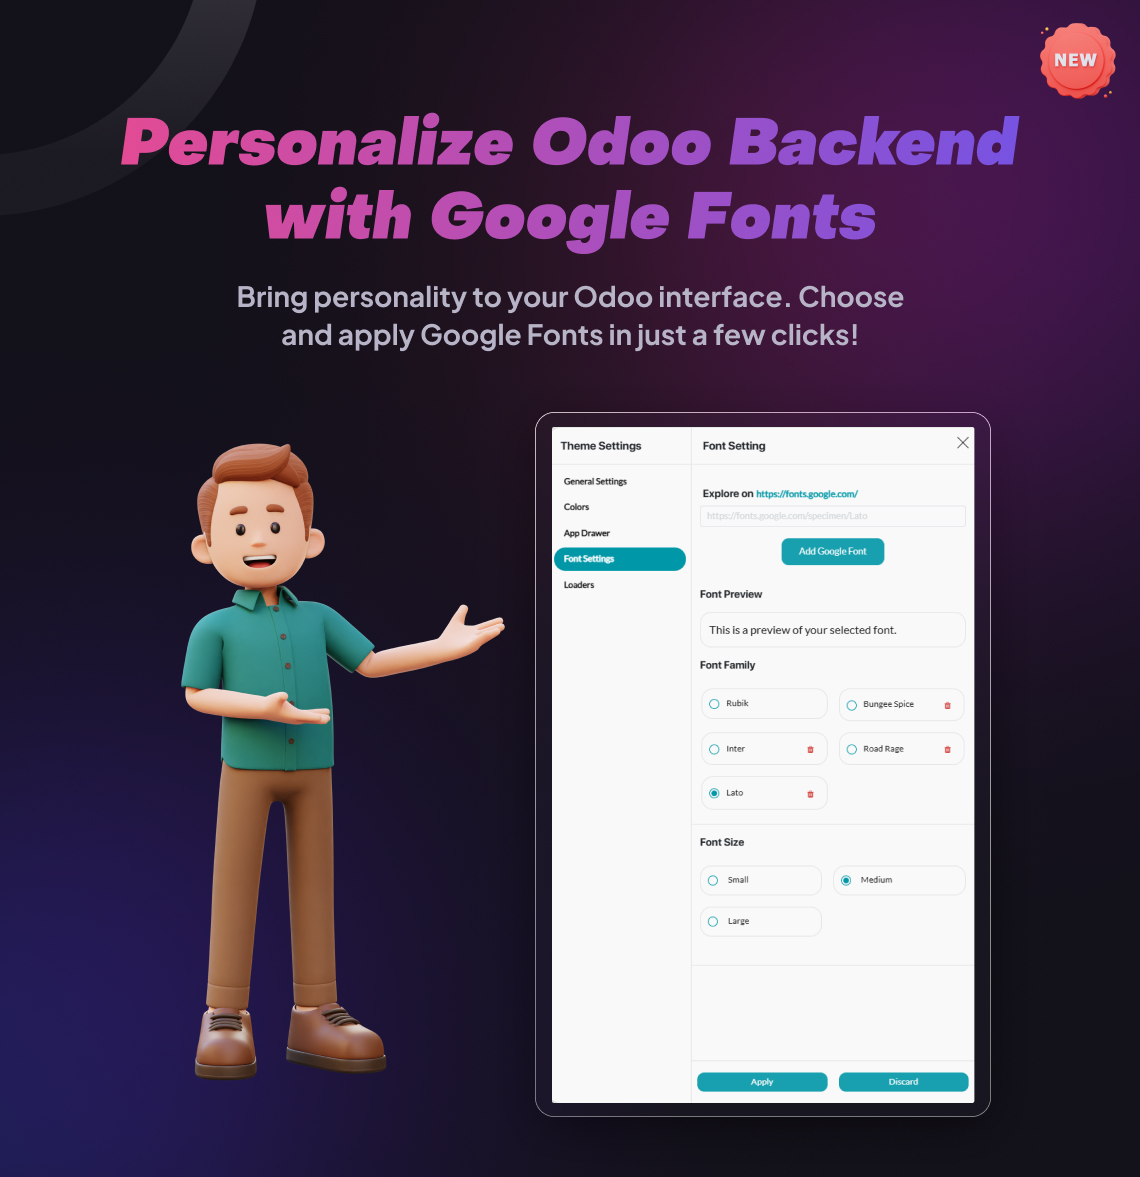 NEW
Personalize Odoo Backend
with Google Fonts
Bring personality to your Odoo interface. Choose
and apply Google Fonts in just a few clicks!
Theme Settings
General Settings
Colors
App Drawer
Font Settings
Loaders
Font Setting
Explore on https://fonts.google.com/
https://fonts.google.com/specimen/Lato
Add Google Font
Font Preview
This is a preview of your selected font.
Font Family
Rubik
Bungee Spice
Inter
Road Rage
Lato
Font Size
Small
Medium
Large
Apply
Discard